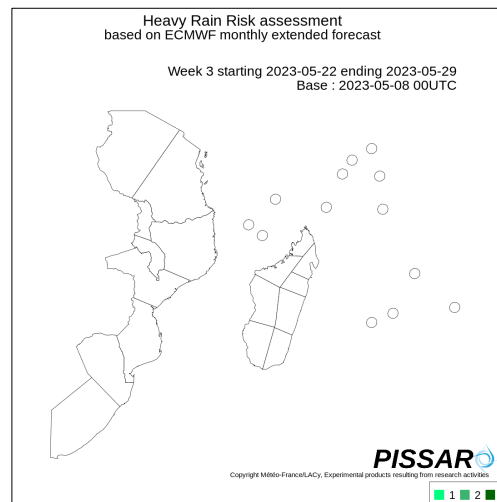 Heavy Rain Risk assessment
based on ECMWF monthly extended forecast
Week 3 starting 2023-05-22 ending 2023-05-29
Base : 2023-05-08 00UTC
PISSARO
Copyright Météo-France/LACy, Experimental products resulting from research activities
1 2